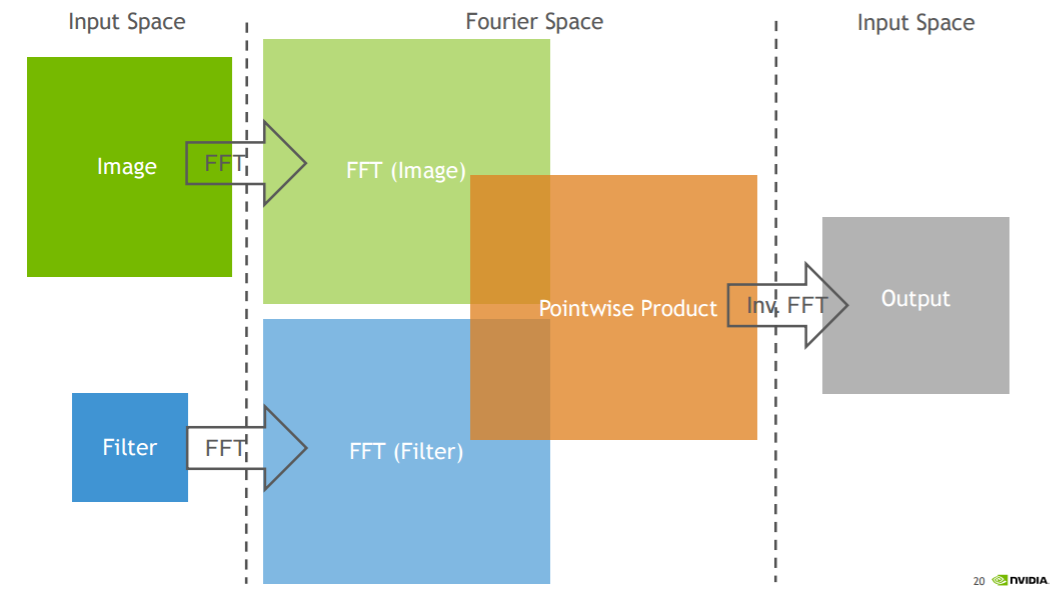 Input Space
Fourier Space
Input Space
Image
FFT
FFT (Image)
Pointwise Product
Inv. FFT
Output
Filter
FFT
FFT (Filter)
20 NVIDIA.